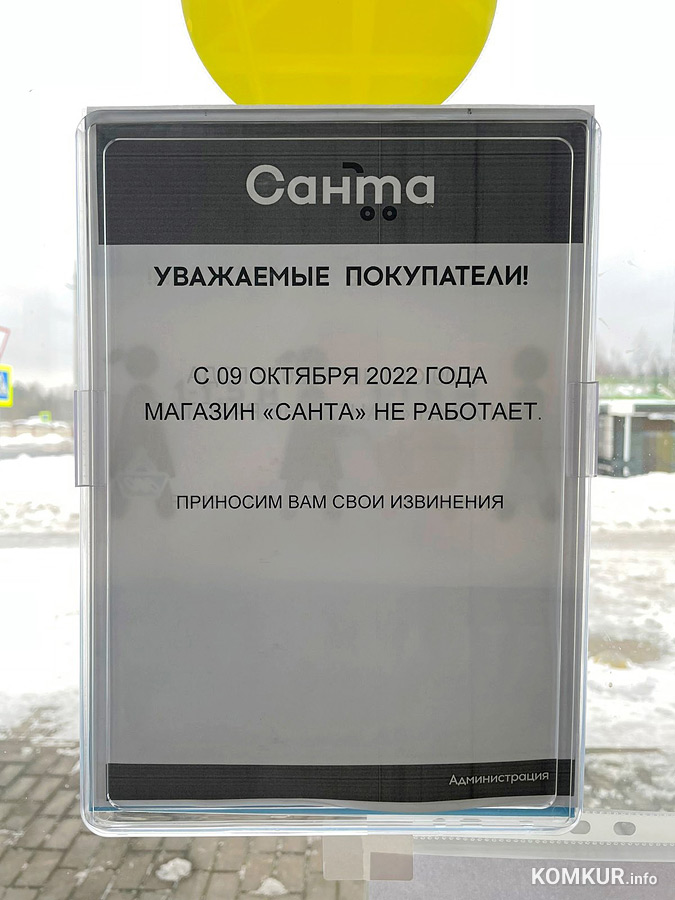 Санта
УВАЖАЕМЫЕ ПОКУПАТЕЛИ!
С 09 ОКТЯБРЯ 2022 ГОДА
МАГАЗИН «САНТА» НЕ РАБОТАЕТ.
ПРИНОСИМ ВАМ СВОИ ИЗВИНЕНИЯ
Администрация
KOMKUR.info